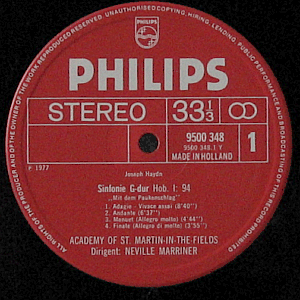 ALL RIGHTS OF THE MANUFACTURER AND OF THE OWNER OF THE WORK REPRODUCED RESERVED. UNAUTHORISED COPYING, HIRING, LENDING, PUBLIC PERFORMANCE AND BROADCASTING OF THIS RECORD PROHIBITED
PHILIPS
PHILIPS
STEREO 33 1/3
9500 348
9500 348.1 Y
MADE IN HOLLAND
1
P 1977
Joseph Haydn
Sinfonie G-dur Hob. I: 94
„Mit dem Paukenschlag"
1. Adagio - Vivace assai (8'40")
2. Andante (6'37")
3. Menuet (Allegro molto) (4'44")
4. Finale (Allegro di molto) (3'55")
ACADEMY OF ST. MARTIN-IN-THE FIELDS
Dirigent: NEVILLE MARRINER